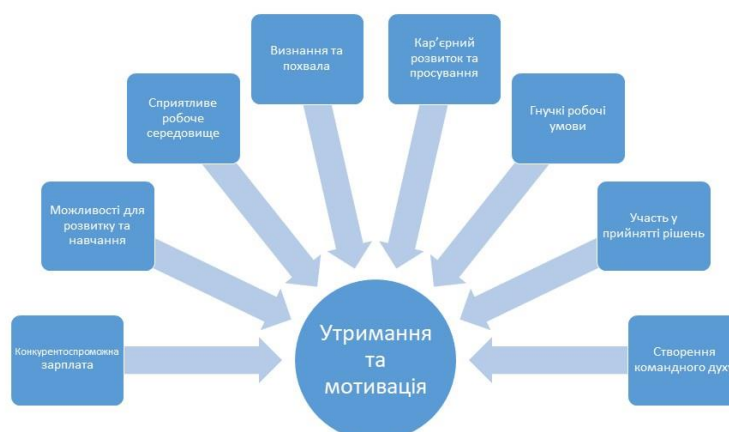 Визнання та
похвала
Кар’єрний
розвиток та
просування
Сприятливе
робоче
середовище
Гнучкі робочі
умови
Можливості для
розвитку та
навчання
Участь у
прийнятті рішень
Конкурентоспроможна
зарплата
Утримання
та
мотивація
Створення
командного духу